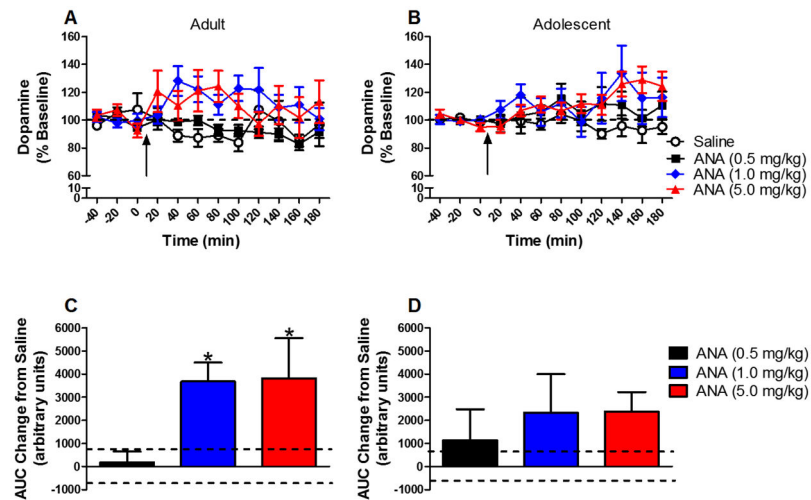 A
Adult
Dopamine
(% Baseline)
160
140
120
100
80
60
10
0
-40
-20
0
20
40
60
80
100
120
140
160
180
Time (min)
B
Adolescent
Dopamine
(% Baseline)
160
140
120
100
80
60
10
0
-40
-20
0
20
40
60
80
100
120
140
160
180
Time (min)
Saline
ANA (0.5 mg/kg)
ANA (1.0 mg/kg)
ANA (5.0 mg/kg)
C
AUC Change from Saline
(arbitrary units)
6000
5000
4000
3000
2000
1000
0
-1000
*
*
D
AUC Change from Saline
(arbitrary units)
6000
5000
4000
3000
2000
1000
0
-1000
ANA (0.5 mg/kg)
ANA (1.0 mg/kg)
ANA (5.0 mg/kg)